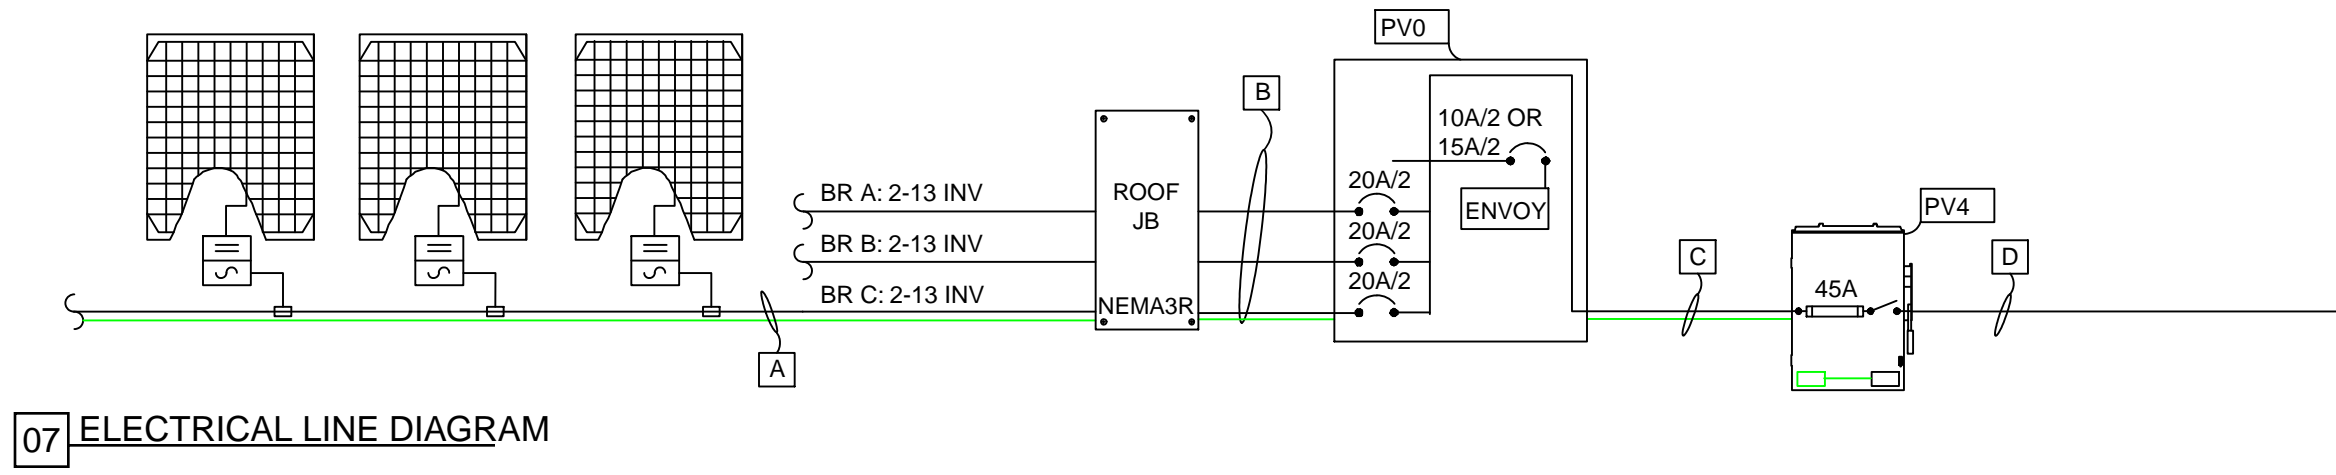 PV0
B
10A/2 OR
15A/2
20A/2
BR A: 2-13 INV
ROOF
JB
ENVOY
PV4
20A/2
BR B: 2-13 INV
C
D
20A/2
BR C: 2-13 INV
NEMA3R
45A
A
07 ELECTRICAL LINE DIAGRAM